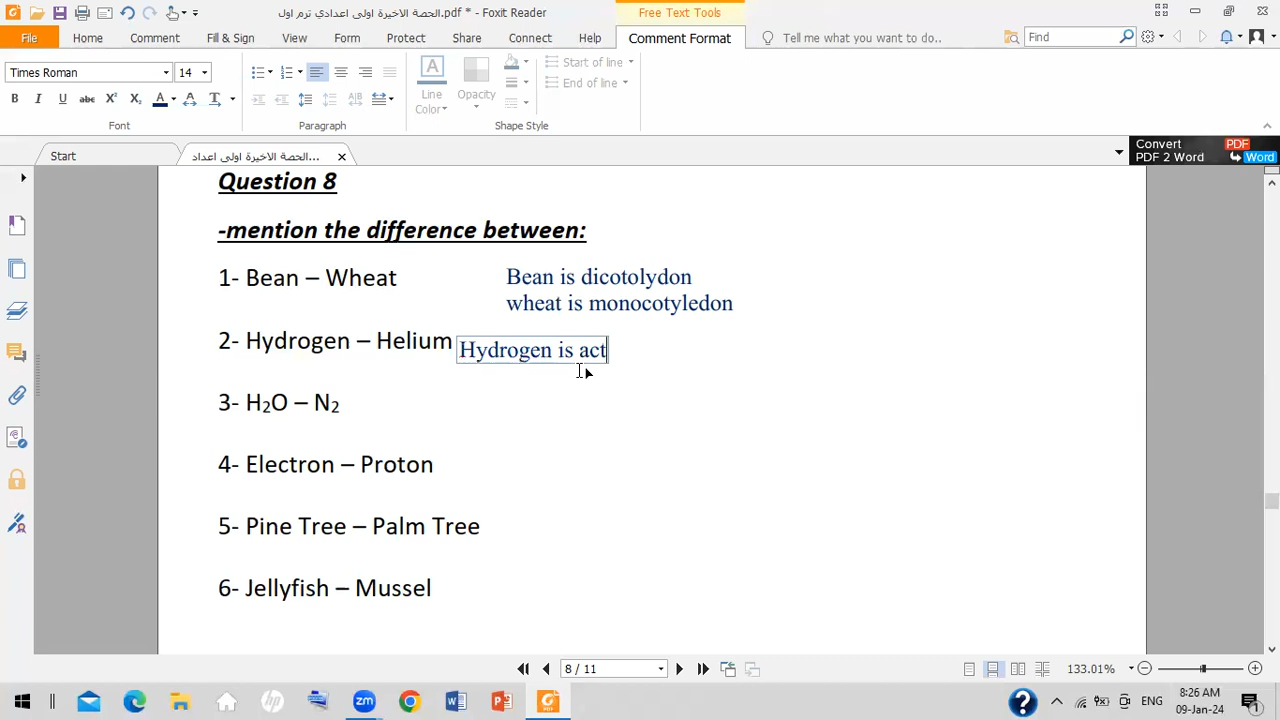 الحصة الاخيرة اولى اعدادي ترم اول.pdf * - Foxit Reader
Free Text Tools
File
Home
Comment
Fill & Sign
View
Form
Protect
Share
Connect
Help
Comment Format
Tell me what you want to do..
Find
Times Roman
14
B I U abc X² X₂ A A T
Line Color
Opacity
Start of line
End of line
Font
Paragraph
Shape Style
Start
الحصة الاخيرة اولى اعداد...
Convert PDF
PDF 2 Word Word
Question 8
-mention the difference between:
1- Bean – Wheat
Bean is dicotolydon
wheat is monocotyledon
2- Hydrogen – Helium
Hydrogen is act
3- H₂O – N₂
4- Electron – Proton
5- Pine Tree – Palm Tree
6- Jellyfish – Mussel
8 / 11
133.01%
ENG
8:26 AM
09-Jan-24